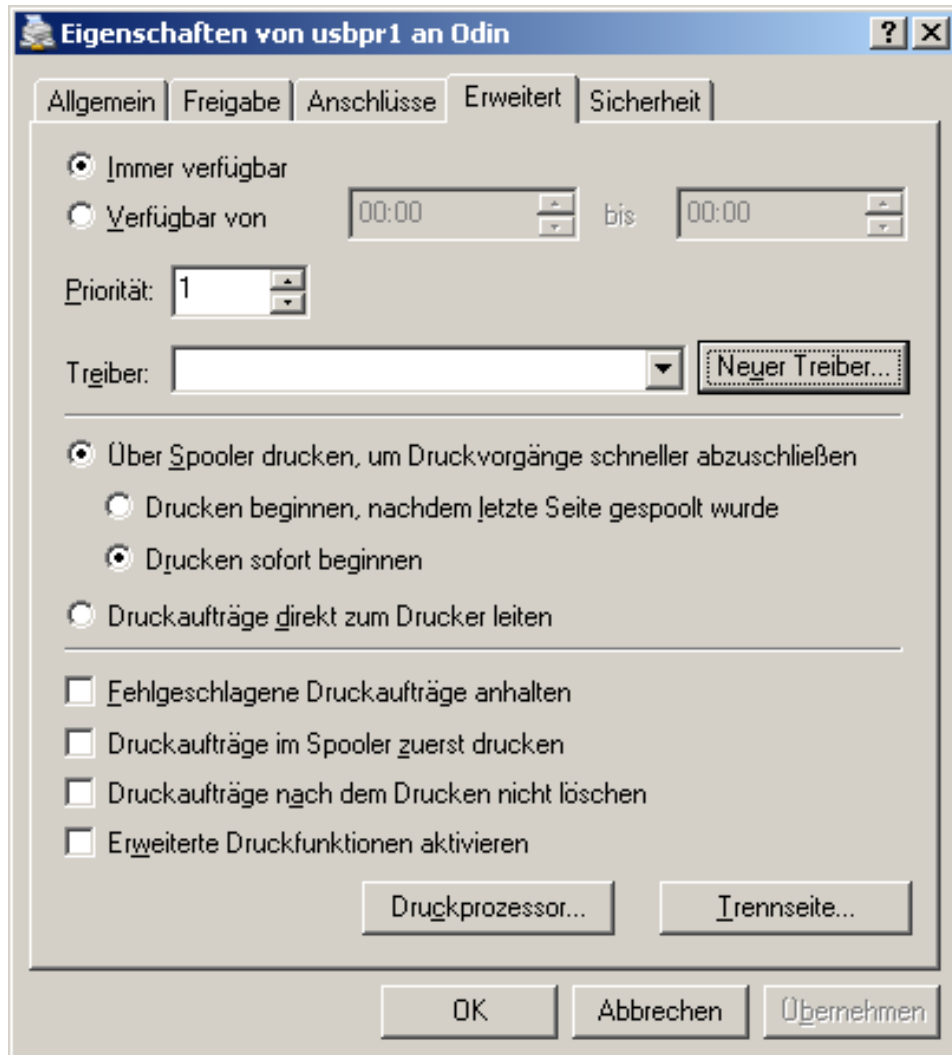 Eigenschaften von usbpr1 an Odin
Allgemein Freigabe Anschlüsse Erweitert Sicherheit
Immer verfügbar
Verfügbar von 00:00 bis 00:00
Priorität: 1
Treiber: Neuer Treiber...
Über Spooler drucken, um Druckvorgänge schneller abzuschließen
Drucken beginnen, nachdem letzte Seite gespoolt wurde
Drucken sofort beginnen
Druckaufträge direkt zum Drucker leiten
Fehlgeschlagene Druckaufträge anhalten
Druckaufträge im Spooler zuerst drucken
Druckaufträge nach dem Drucken nicht löschen
Erweiterte Druckfunktionen aktivieren
Druckprozessor... Trennseite...
OK Abbrechen Übernehmen